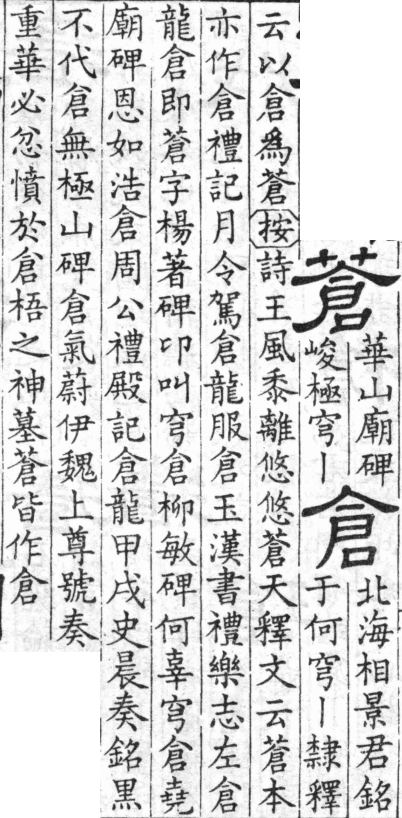 蒼
華山廟碑
峻極穹丨
倉
北海相景君銘
于何穹丨隸釋
云以倉爲蒼按詩王風黍離悠悠蒼天釋文云蒼本
亦作倉禮記月令駕倉龍服倉玉漢書禮樂志左倉
龍倉即蒼字楊著碑卬叫穹倉柳敏碑何辜穹倉堯
廟碑恩如浩倉周公禮殿記倉龍甲戌史晨奏銘黑
不代倉無極山碑倉氣蔚伊魏上尊號奏
重華必忿憤於倉梧之神墓蒼皆作倉